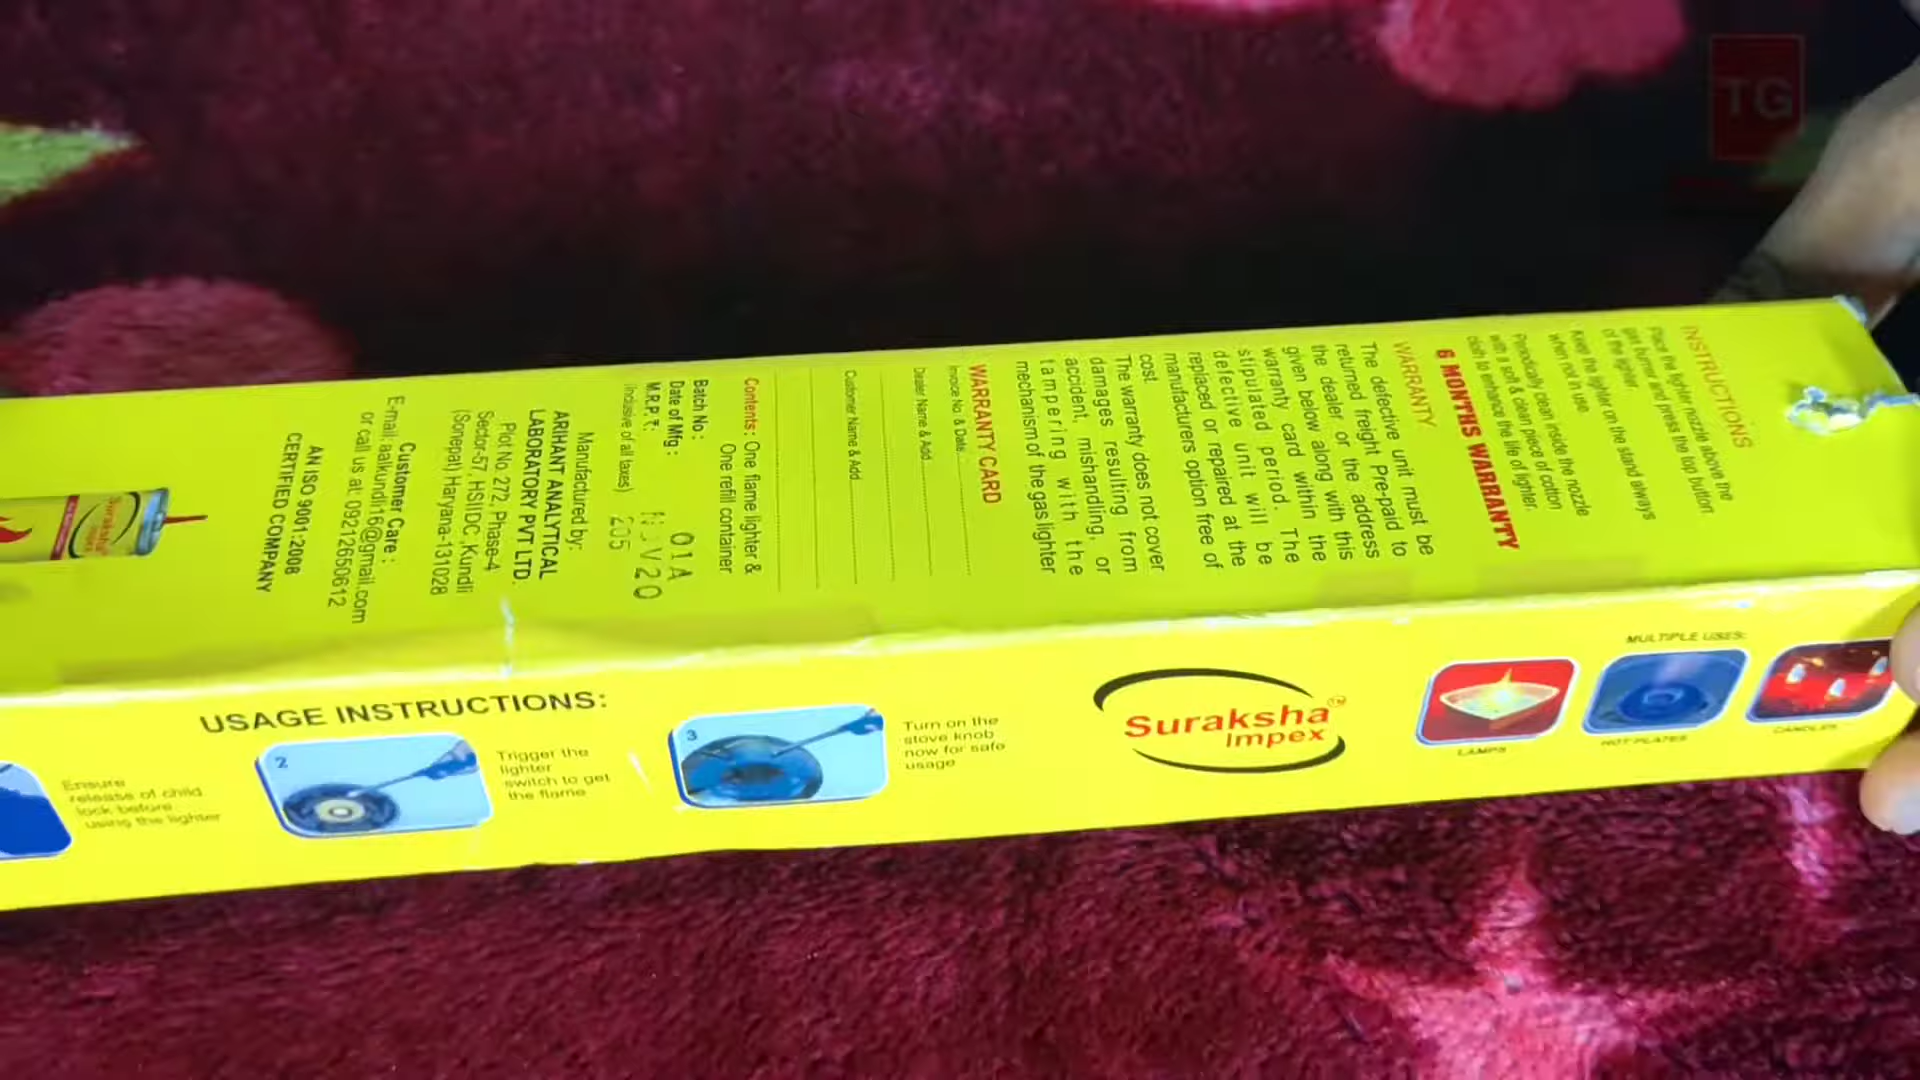 TG
INSTRUCTIONS
Place the lighter nozzle above the
gas burner and press the top button
of the lighter.
Keep the lighter on the stand always
when not in use.
Periodically clean inside the nozzle
with a soft & clean piece of cotton
cloth to enhance the life of lighter.
6 MONTHS WARRANTY
WARRANTY
The defective unit must be
returned freight Pre-paid to
the dealer or the address
given below along with this
warranty card within the
stipulated period. The
defective unit will be
replaced or repaired at the
manufacturers option free of
cost.
The warranty does not cover
damages resulting from
accident, mishandling, or
tampering with the
mechanism of the gas lighter
WARRANTY CARD
Invoice No. & Date
Dealer Name & Add
Customer Name & Add
Contents: One flame lighter &
One refill container
Batch No : 01A
Date of Mfg : NOV20
M.R.P. ₹: 205
(Inclusive of all taxes)
Manufactured by:
ARIHANT ANALYTICAL
LABORATORY PVT LTD.
Plot No. 272, Phase-4
Sector-57, HSIIDC ,Kundli
(Sonepat) Haryana-131028
Customer Care :
E-mail: aalkundli16@gmail.com
or call us at: 09212650612
AN ISO 9001:2008
CERTIFIED COMPANY
Suraksha
Impex
USAGE INSTRUCTIONS:
Ensure
release of child
lock before
using the lighter
2
Trigger the
lighter
switch to get
the flame
3
Turn on the
stove knob
now for safe
usage
Suraksha™
Impex
MULTIPLE USES:
LAMPS
HOT PLATES
CANDLES